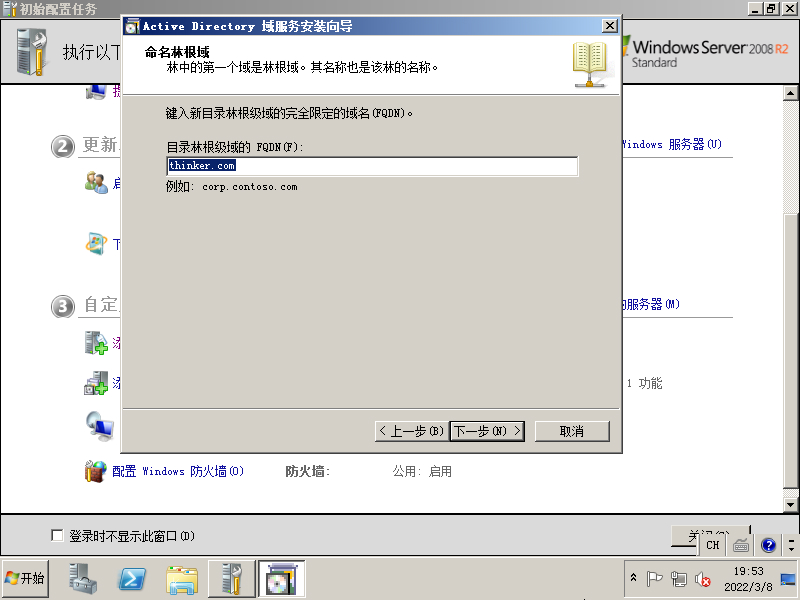 初始配置任务
Active Directory 域服务安装向导
命名林根域
林中的第一个域是林根域。其名称也是该林的名称。
执行以下
Windows Server 2008 R2
Standard
键入新目录林根级域的完全限定的域名(FQDN)。
目录林根级域的 FQDN(F):
thinker.com
例如: corp.contoso.com
2 更新
Windows 服务器(U)
启
下
3 自定
的服务器(M)
添
添
1 功能
<上一步(B) 下一步(N)> 取消
配置 Windows 防火墙(O) 防火墙: 公用: 启用
登录时不显示此窗口(D)
CH
开始
19:53
2022/3/8